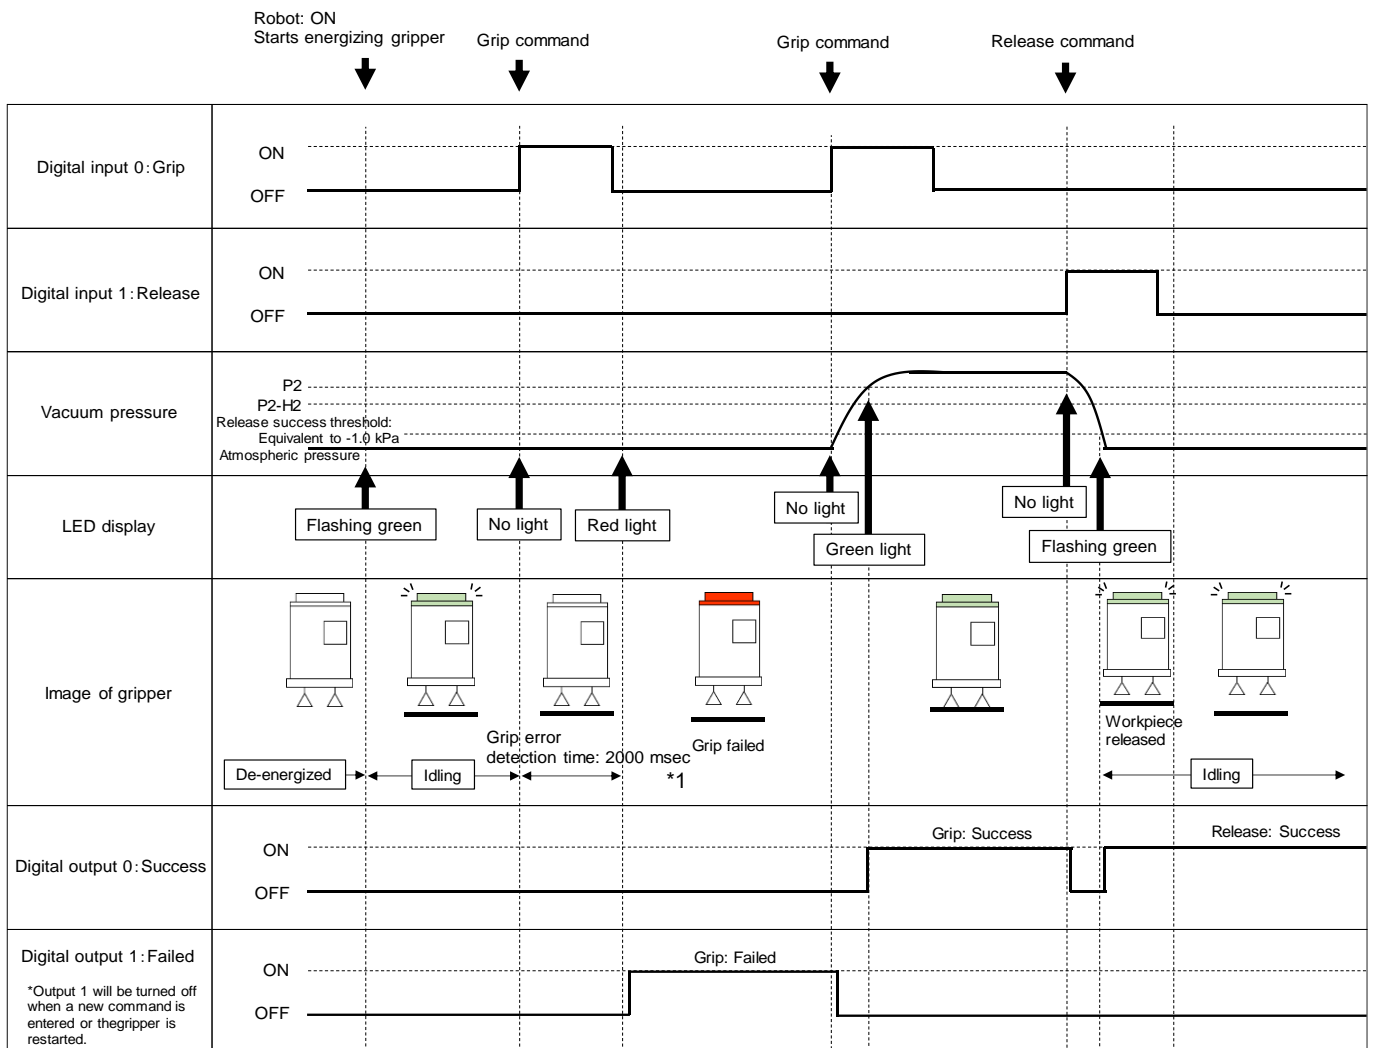 Robot: ON
Starts energizing gripper
Grip command
Grip command
Release command
Digital input 0:Grip
ON
OFF
Digital input 1:Release
ON
OFF
Vacuum pressure
P2
P2-H2
Release success threshold:
Equivalent to -1.0 kPa
Atmospheric pressure
LED display
Flashing green
No light
Red light
No light
Green light
No light
Flashing green
Image of gripper
De-energized
Idling
Grip error
detection time: 2000 msec
*1
Grip failed
Workpiece
released
Idling
Digital output 0:Success
ON
OFF
Grip: Success
Release: Success
Digital output 1:Failed
*Output 1 will be turned off
when a new command is
entered or thegripper is
restarted.
ON
OFF
Grip: Failed